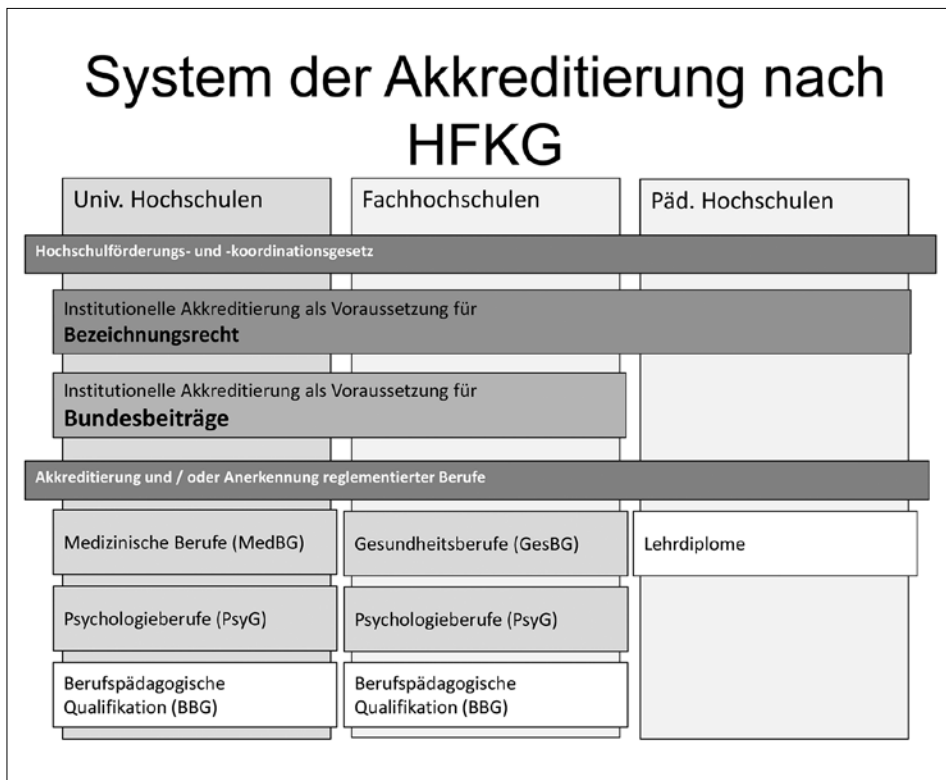 System der Akkreditierung nach
HFKG
Univ. Hochschulen
Fachhochschulen
Päd. Hochschulen
Hochschulförderungs- und -koordinationsgesetz
Institutionelle Akkreditierung als Voraussetzung für
Bezeichnungsrecht
Institutionelle Akkreditierung als Voraussetzung für
Bundesbeiträge
Akkreditierung und / oder Anerkennung reglementierter Berufe
Medizinische Berufe (MedBG)
Gesundheitsberufe (GesBG)
Lehrdiplome
Psychologieberufe (PsyG)
Psychologieberufe (PsyG)
Berufspädagogische
Qualifikation (BBG)
Berufspädagogische
Qualifikation (BBG)